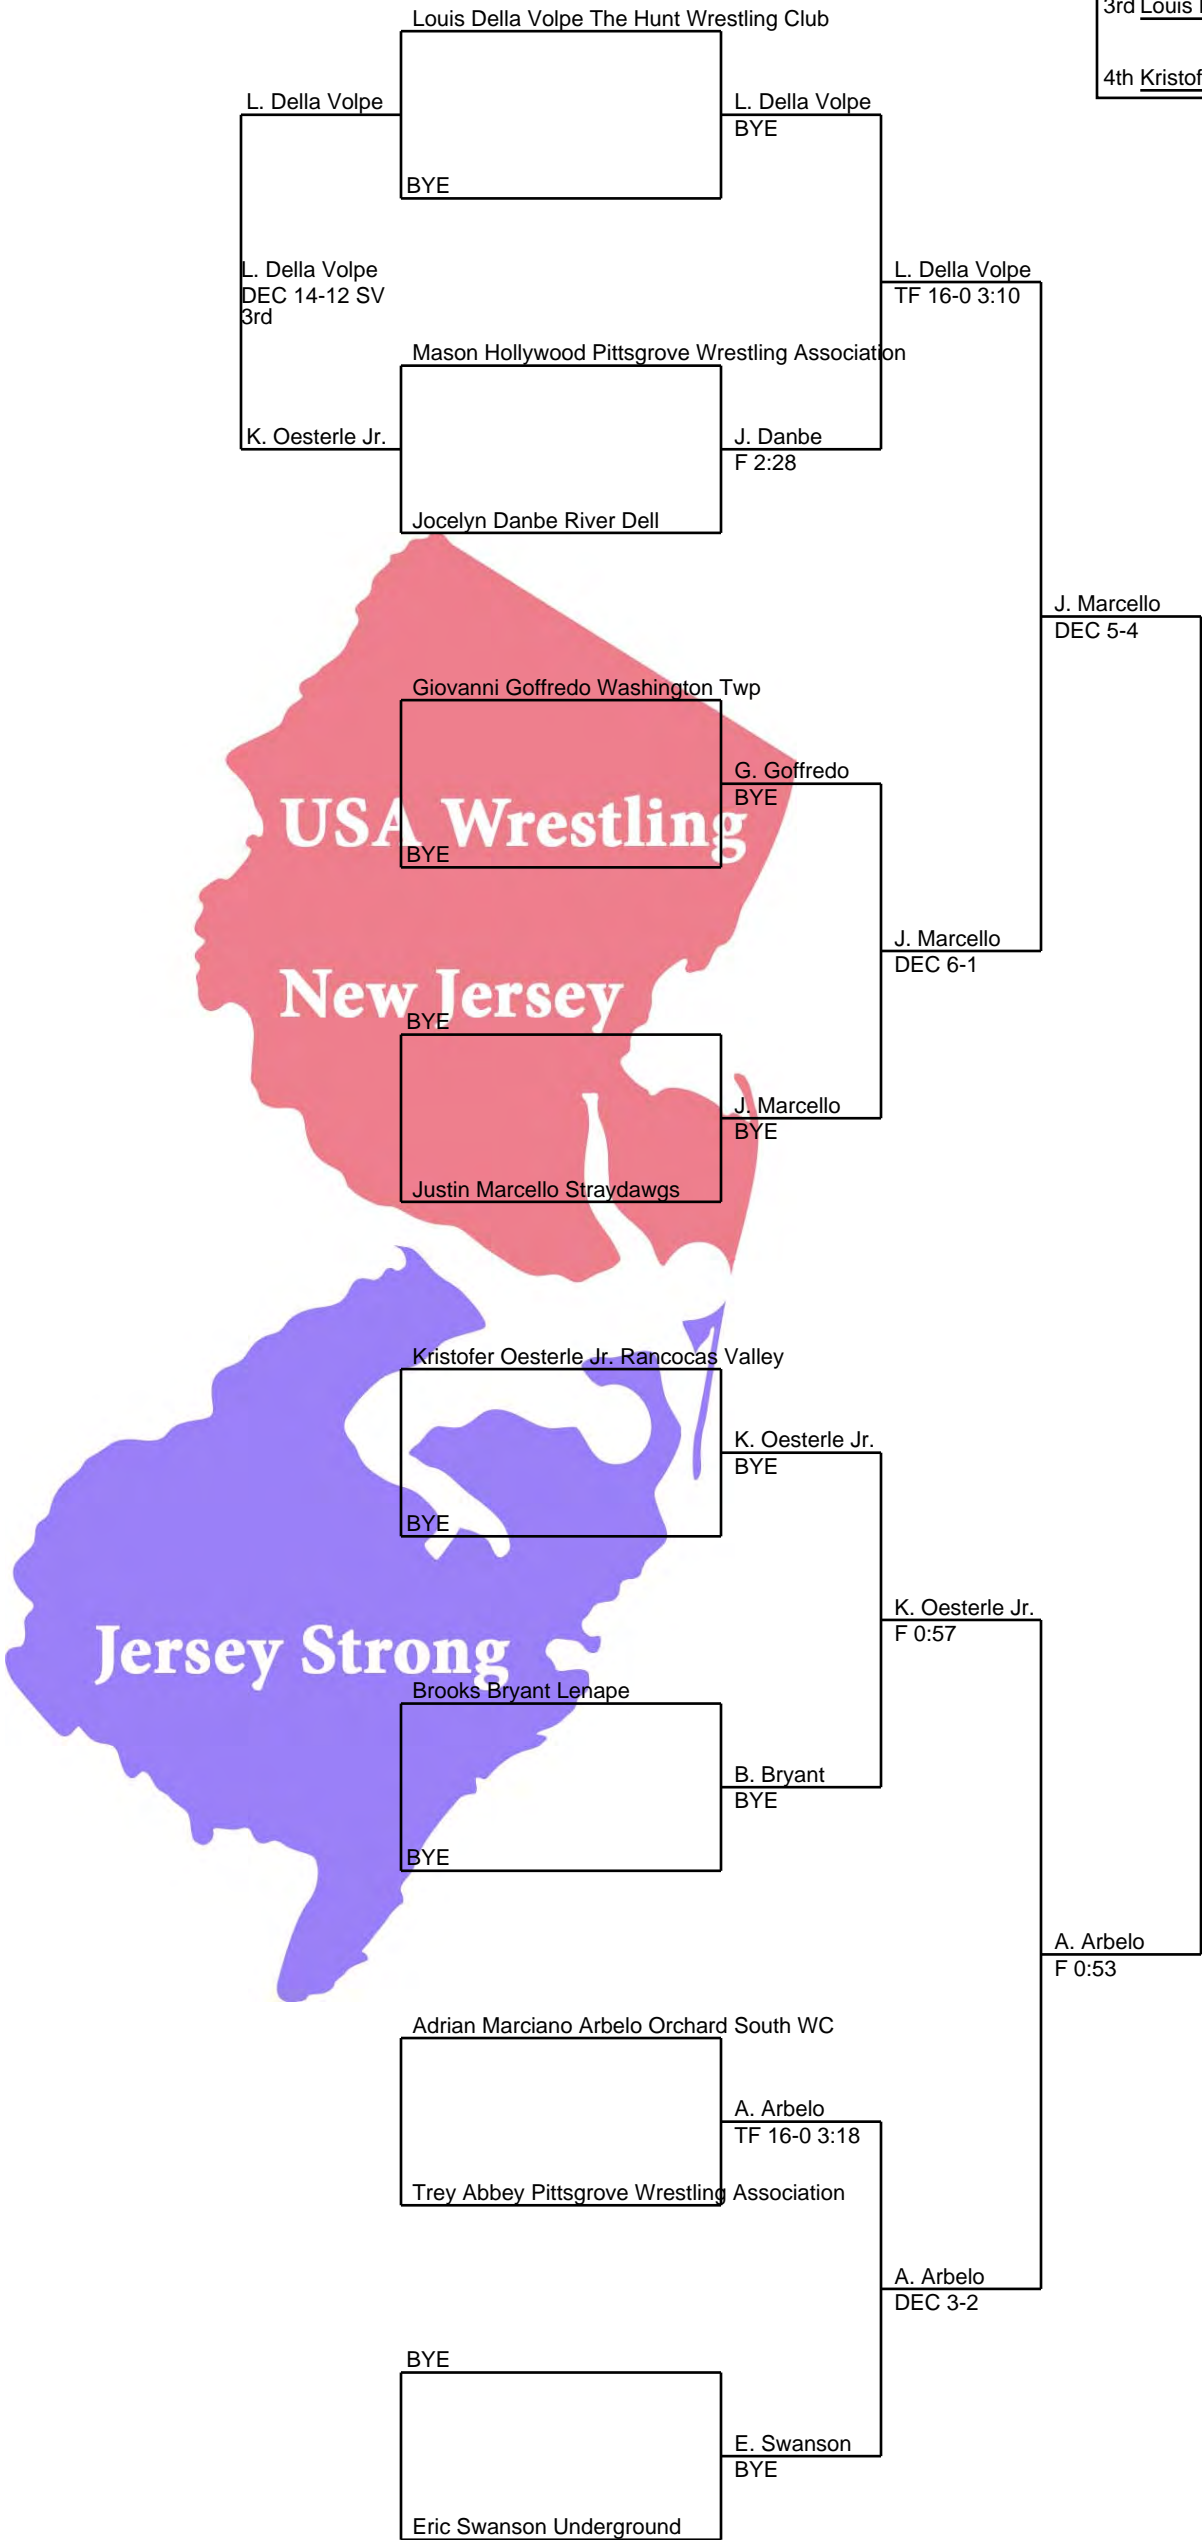 3rd Louis
4th Kristof
Louis Della Volpe The Hunt Wrestling Club
L. Della Volpe
L. Della Volpe
BYE
BYE
L. Della Volpe
DEC 14-12 SV
3rd
L. Della Volpe
TF 16-0 3:10
Mason Hollywood Pittsgrove Wrestling Association
K. Oesterle Jr.
J. Danbe
F 2:28
Jocelyn Danbe River Dell
J. Marcello
DEC 5-4
Giovanni Goffredo Washington Twp
G. Goffredo
BYE
USA Wrestling
BYE
J. Marcello
DEC 6-1
New Jersey
BYE
J. Marcello
BYE
Justin Marcello Straydawgs
Kristofer Oesterle Jr. Rancocas Valley
K. Oesterle Jr.
BYE
BYE
K. Oesterle Jr.
F 0:57
Jersey Strong
Brooks Bryant Lenape
B. Bryant
BYE
BYE
A. Arbelo
F 0:53
Adrian Marciano Arbelo Orchard South WC
A. Arbelo
TF 16-0 3:18
Trey Abbey Pittsgrove Wrestling Association
A. Arbelo
DEC 3-2
BYE
E. Swanson
BYE
Eric Swanson Underground